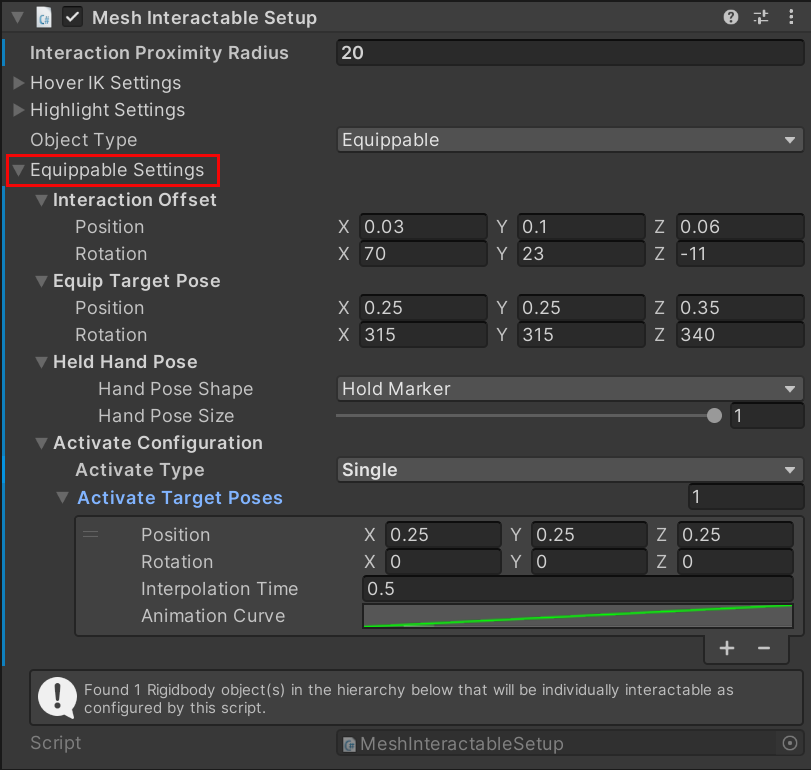 Mesh Interactable Setup
Interaction Proximity Radius 20
Hover IK Settings
Highlight Settings
Object Type Equippable
Equippable Settings
Interaction Offset
Position X 0.03 Y 0.1 Z 0.06
Rotation X 70 Y 23 Z -11
Equip Target Pose
Position X 0.25 Y 0.25 Z 0.35
Rotation X 315 Y 315 Z 340
Held Hand Pose
Hand Pose Shape Hold Marker
Hand Pose Size 1
Activate Configuration
Activate Type Single
Activate Target Poses 1
Position X 0.25 Y 0.25 Z 0.25
Rotation X 0 Y 0 Z 0
Interpolation Time 0.5
Animation Curve
+ −
Found 1 Rigidbody object(s) in the hierarchy below that will be individually interactable as
configured by this script.
Script MeshInteractableSetup